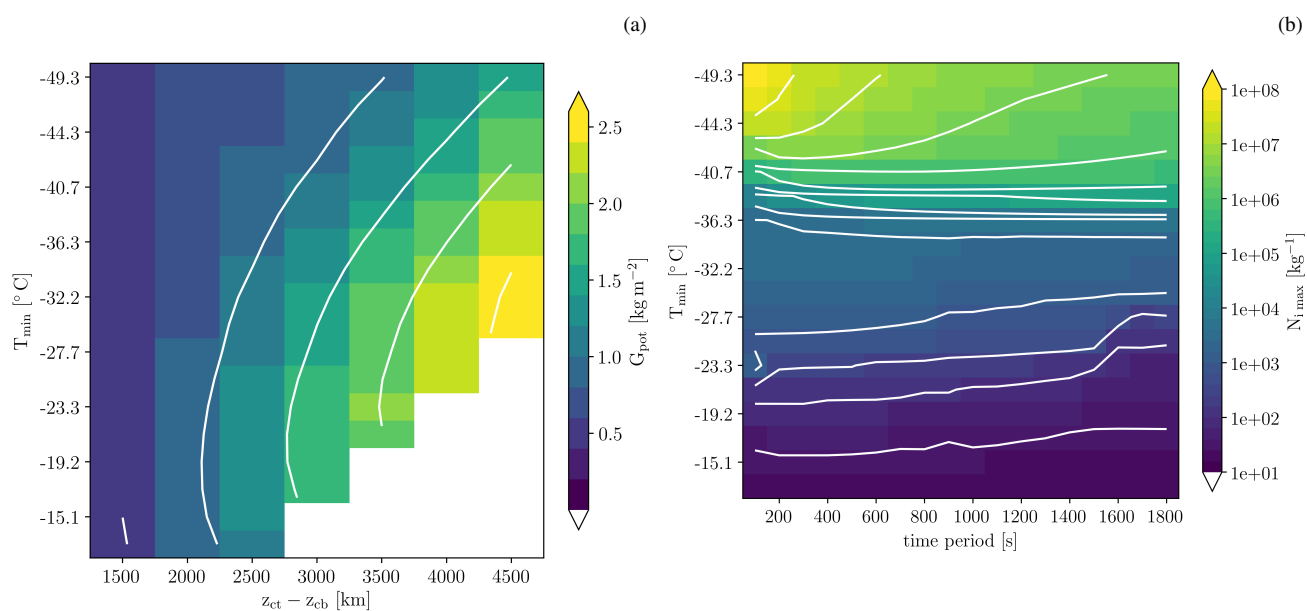 (a)
-49.3
-44.3
-40.7
-36.3
-32.2
-27.7
-23.3
-19.2
-15.1
T_min [°C]
1500 2000 2500 3000 3500 4000 4500
z_ct − z_cb [km]
2.5
2.0
1.5
1.0
0.5
G_pot [kg m^−2]
(b)
-49.3
-44.3
-40.7
-36.3
-32.2
-27.7
-23.3
-19.2
-15.1
T_min [°C]
200 400 600 800 1000 1200 1400 1600 1800
time period [s]
1e+08
1e+07
1e+06
1e+05
1e+04
1e+03
1e+02
1e+01
N_i max [kg^−1]